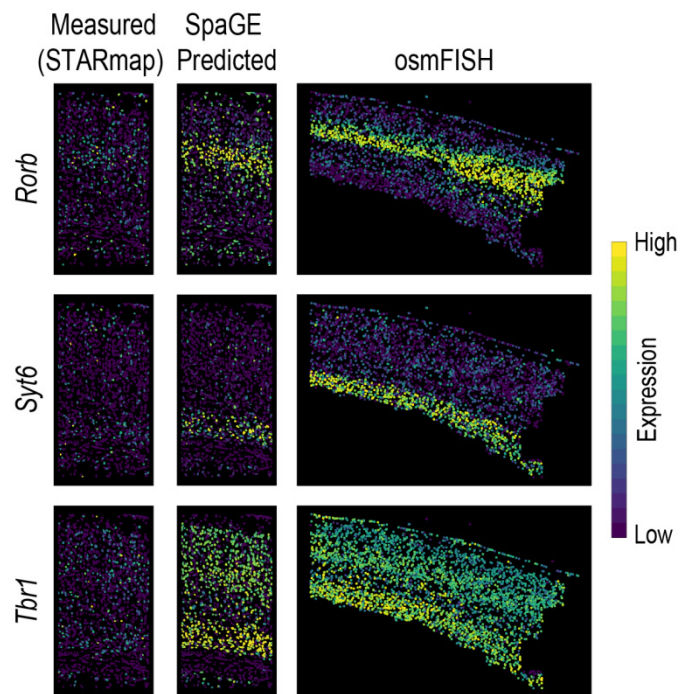 Measured
(STARmap)
SpaGE
Predicted
osmFISH
Rorb
Syt6
Tbr1
High
Expression
Low